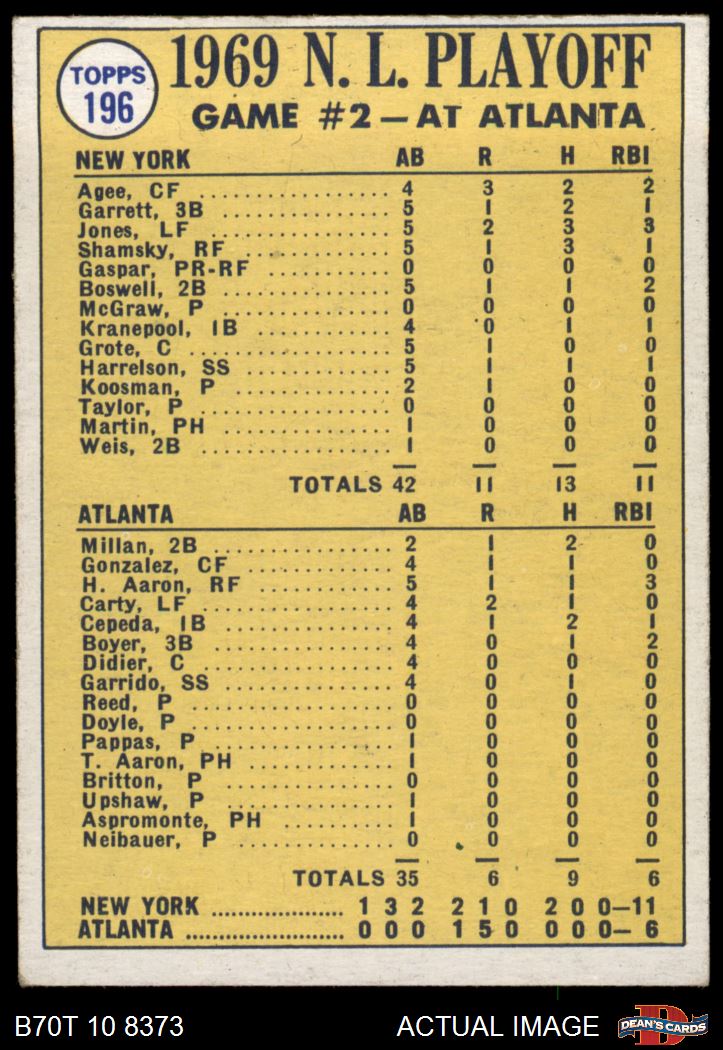 TOPPS 196
1969 N. L. PLAYOFF
GAME #2—AT ATLANTA
NEW YORK AB R H RBI
Agee, CF .................. 4 3 2 2
Garrett, 3B ............... 5 1 2 1
Jones, LF ................. 5 2 3 3
Shamsky, RF ............... 5 1 3 1
Gaspar, PR-RF ............. 0 0 0 0
Boswell, 2B ............... 5 1 1 2
McGraw, P ................. 0 0 0 0
Kranepool, 1B ............. 4 0 1 1
Grote, C .................. 5 1 0 0
Harrelson, SS ............. 5 1 1 1
Koosman, P ................ 2 1 0 0
Taylor, P ................. 0 0 0 0
Martin, PH ................ 1 0 0 0
Weis, 2B .................. 1 0 0 0
TOTALS 42 11 13 11
ATLANTA AB R H RBI
Millan, 2B ................ 2 1 2 0
Gonzalez, CF .............. 4 1 1 0
H. Aaron, RF .............. 5 1 1 3
Carty, LF ................. 4 2 1 0
Cepeda, 1B ................ 4 1 2 1
Boyer, 3B ................. 4 0 1 2
Didier, C ................. 4 0 0 0
Garrido, SS ............... 4 0 1 0
Reed, P ................... 0 0 0 0
Doyle, P .................. 0 0 0 0
Pappas, P ................. 1 0 0 0
T. Aaron, PH .............. 1 0 0 0
Britton, P ................ 0 0 0 0
Upshaw, P ................. 1 0 0 0
Aspromonte, PH ............ 1 0 0 0
Neibauer, P ............... 0 0 0 0
TOTALS 35 6 9 6
NEW YORK .................... 1 3 2 2 1 0 2 0 0—11
ATLANTA ....................... 0 0 0 1 5 0 0 0 0— 6
B70T 10 8373 ACTUAL IMAGE DEAN'S CARDS